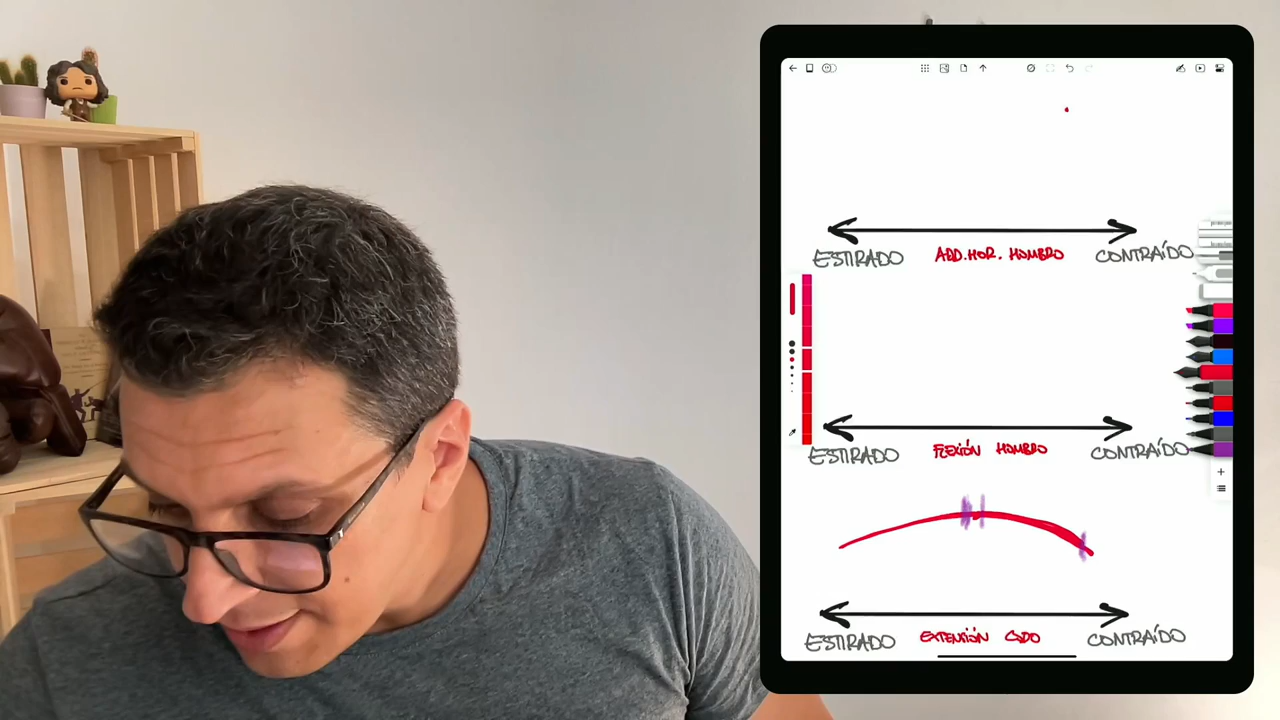 ESTIRADO ADD.HOR. HOMBRO CONTRAÍDO
ESTIRADO FLEXIÓN HOMBRO CONTRAÍDO
ESTIRADO EXTENSIÓN CODO CONTRAÍDO